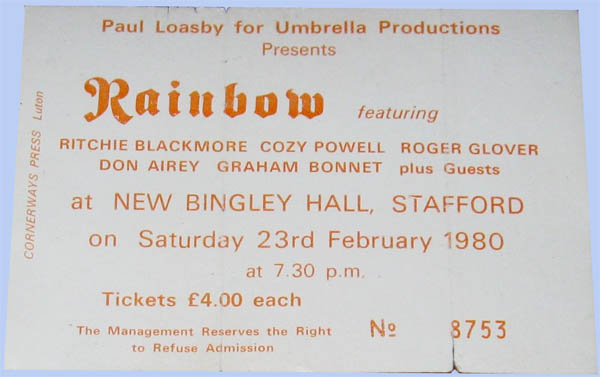 Paul Loasby for Umbrella Productions
Presents
Rainbow featuring
RITCHIE BLACKMORE COZY POWELL ROGER GLOVER
DON AIREY GRAHAM BONNET plus Guests
at NEW BINGLEY HALL, STAFFORD
on Saturday 23rd February 1980
at 7.30 p.m.
Tickets £4.00 each
The Management Reserves the Right
to Refuse Admission
No 8753
CORNERWAYS PRESS Luton